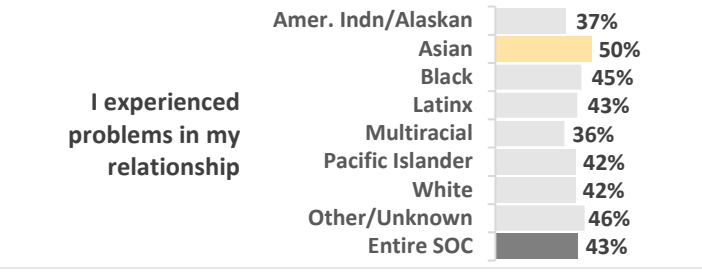 I experienced
problems in my
relationship
Amer. Indn/Alaskan 37%
Asian 50%
Black 45%
Latinx 43%
Multiracial 36%
Pacific Islander 42%
White 42%
Other/Unknown 46%
Entire SOC 43%